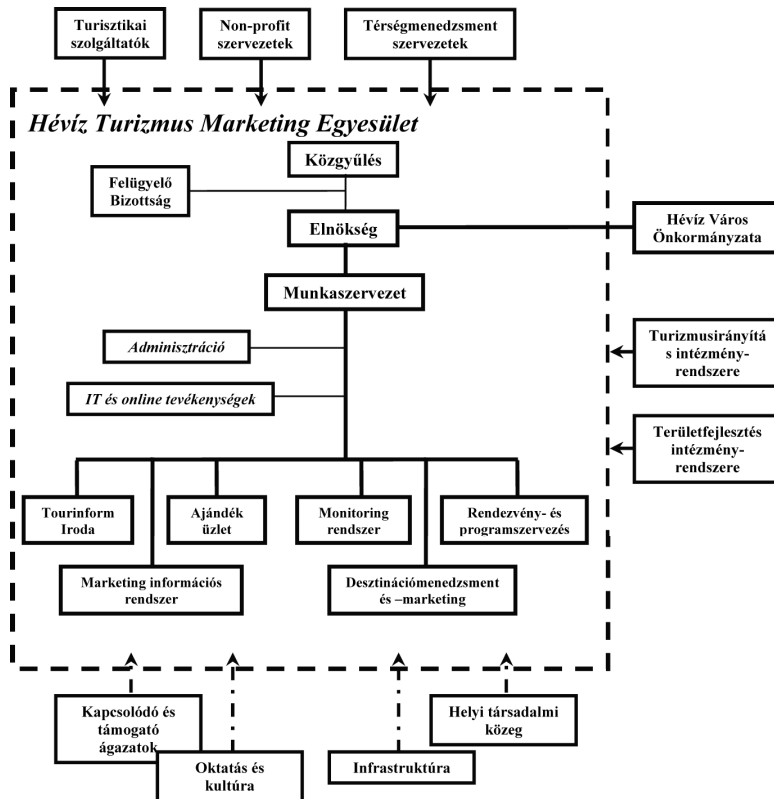 Turisztikai
szolgáltatók
Non-profit
szervezetek
Térségmenedzsment
szervezetek
Hévíz Turizmus Marketing Egyesület
Közgyűlés
Felügyelő
Bizottság
Elnökség
Hévíz Város
Önkormányzata
Munkaszervezet
Adminisztráció
Turizmusirányítá
s intézmény-
rendszere
IT és online tevékenységek
Területfejlesztés
intézmény-
rendszere
Tourinform
Iroda
Ajándék
üzlet
Monitoring
rendszer
Rendezvény- és
programszervezés
Marketing információs
rendszer
Desztinációmenedzsment
és –marketing
Kapcsolódó és
támogató
ágazatok
Oktatás és
kultúra
Infrastruktúra
Helyi társadalmi
közeg